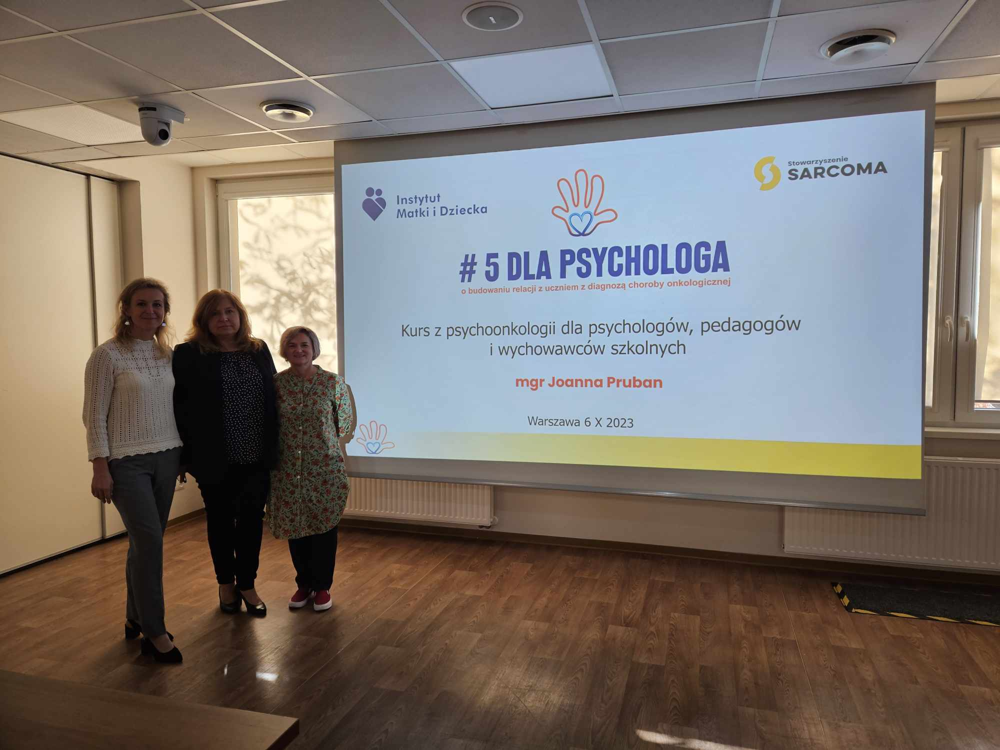 Stowarzyszenie
SARCOMA
Instytut
Matki i Dziecka
# 5 DLA PSYCHOLOGA
o budowaniu relacji z uczniem z diagnozą choroby onkologicznej
Kurs z psychoonkologii dla psychologów, pedagogów
i wychowawców szkolnych
mgr Joanna Pruban
Warszawa 6 X 2023